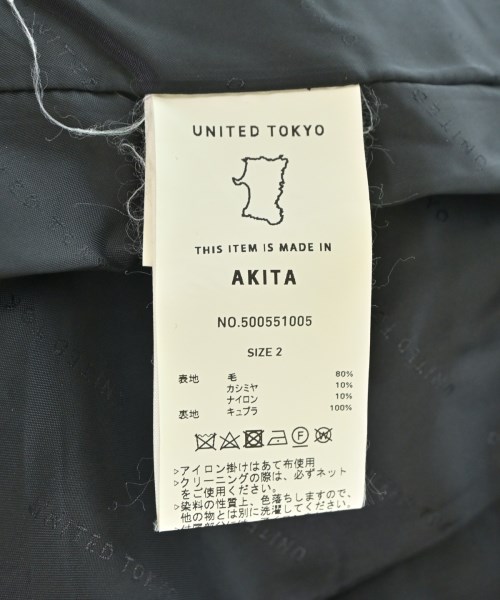 UNITED TOKYO
THIS ITEM IS MADE IN
AKITA
NO.500551005
SIZE 2
表地 毛 80%
カシミヤ 10%
ナイロン 10%
裏地 キュプラ 100%
>アイロン掛けはあて布使用
>クリーニングの際は、必ずネット
をご使用ください。
>染料の性質上、色落ちしますので、
他の物とは別に洗濯してください。
UNITED TOKYO